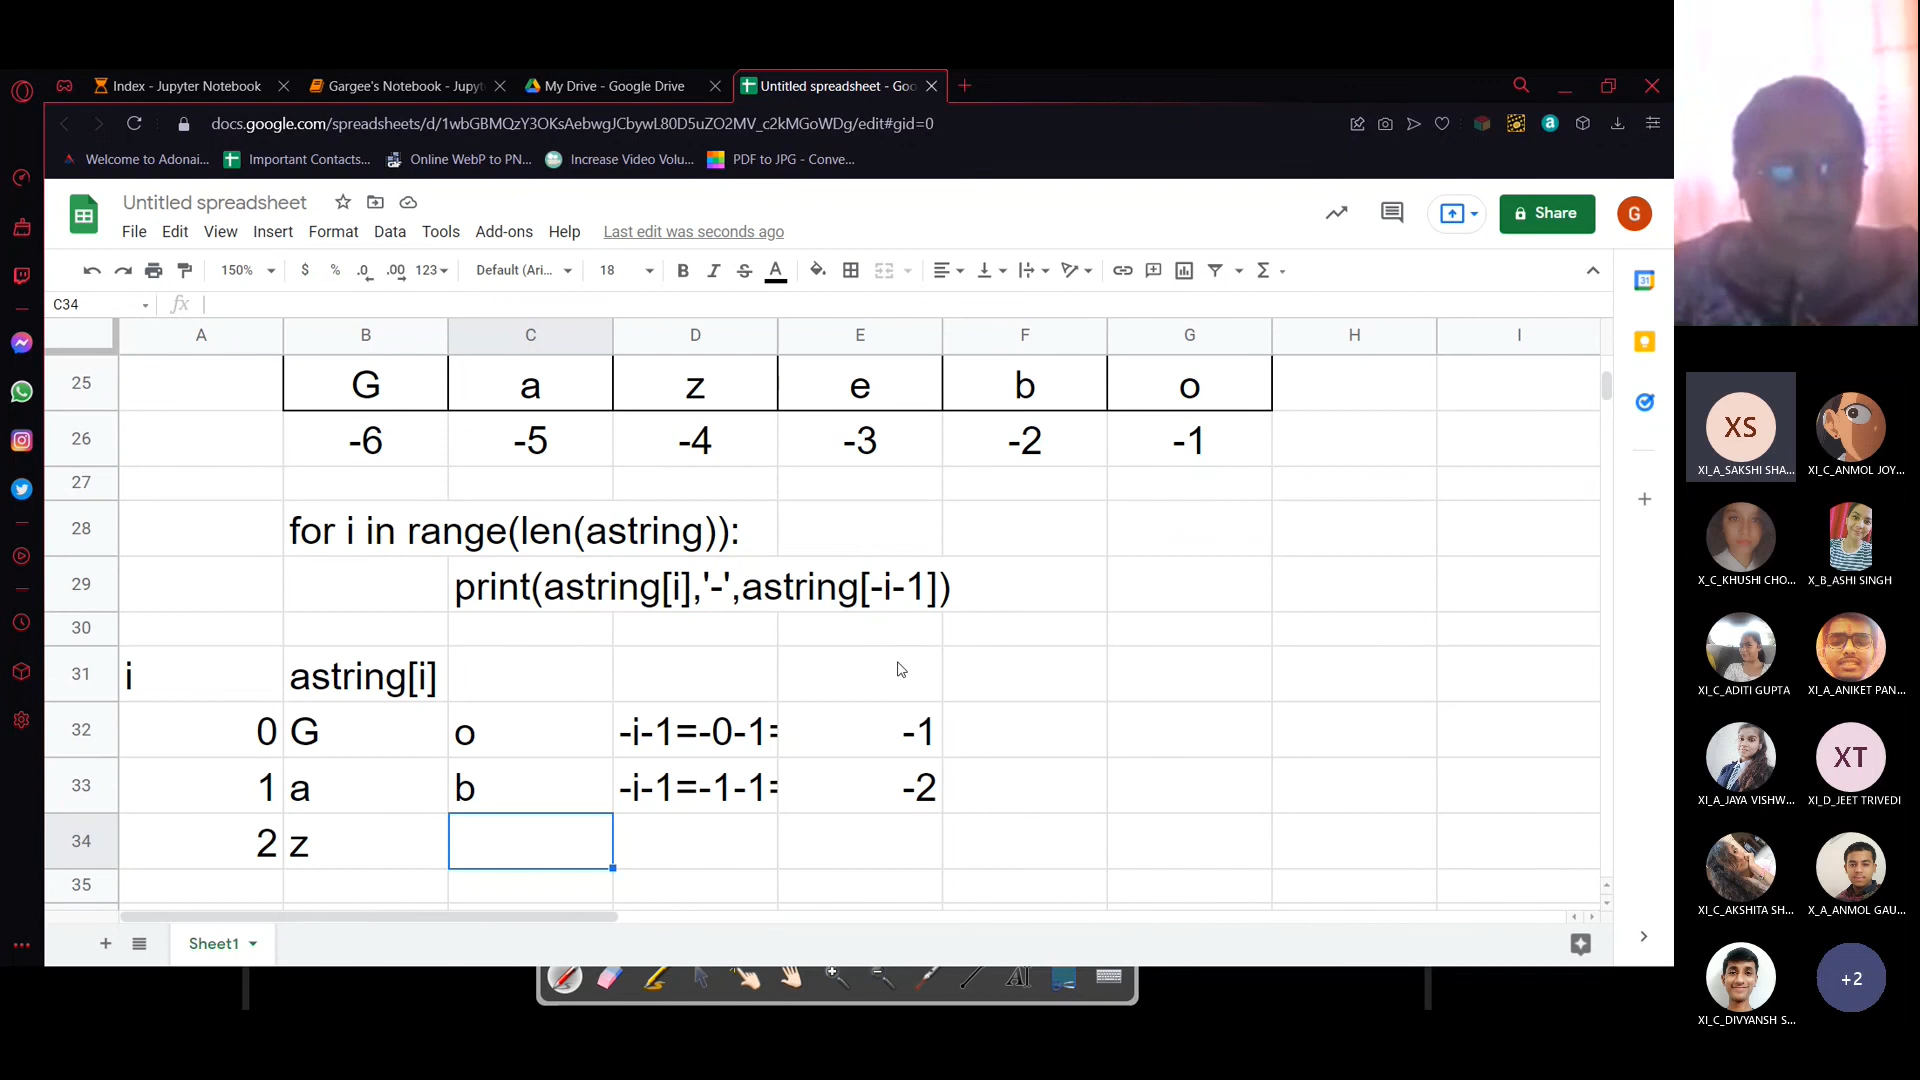 Index - Jupyter Notebook
Gargee's Notebook - Jupyt
My Drive - Google Drive
Untitled spreadsheet - Goo
docs.google.com/spreadsheets/d/1wbGBMQzY3OKsAebwgJCbywL80D5uZO2MV_c2kMGoWDg/edit#gid=0
Welcome to Adonai...
Important Contacts...
Online WebP to PN...
Increase Video Volu...
PDF to JPG - Conve...
Untitled spreadsheet
File Edit View Insert Format Data Tools Add-ons Help Last edit was seconds ago
Share
G
150% $ % .0 .00 123 Default (Ari... 18 B I S A
C34 fx
A B C D E F G H I
25 G a z e b o
26 -6 -5 -4 -3 -2 -1
27
28 for i in range(len(astring)):
29 print(astring[i],'-',astring[-i-1])
30
31 i astring[i]
32 0 G o -i-1=-0-1= -1
33 1 a b -i-1=-1-1= -2
34 2 z
35
Sheet1
31
XS
XI_A_SAKSHI SHA...
XI_C_ANMOL JOY...
X_C_KHUSHI CHO...
X_B_ASHI SINGH
XI_C_ADITI GUPTA
XI_A_ANIKET PAN...
XI_A_JAYA VISHW...
XT
XI_D_JEET TRIVEDI
XI_C_AKSHITA SH...
X_A_ANMOL GAU...
XI_C_DIVYANSH S...
+2